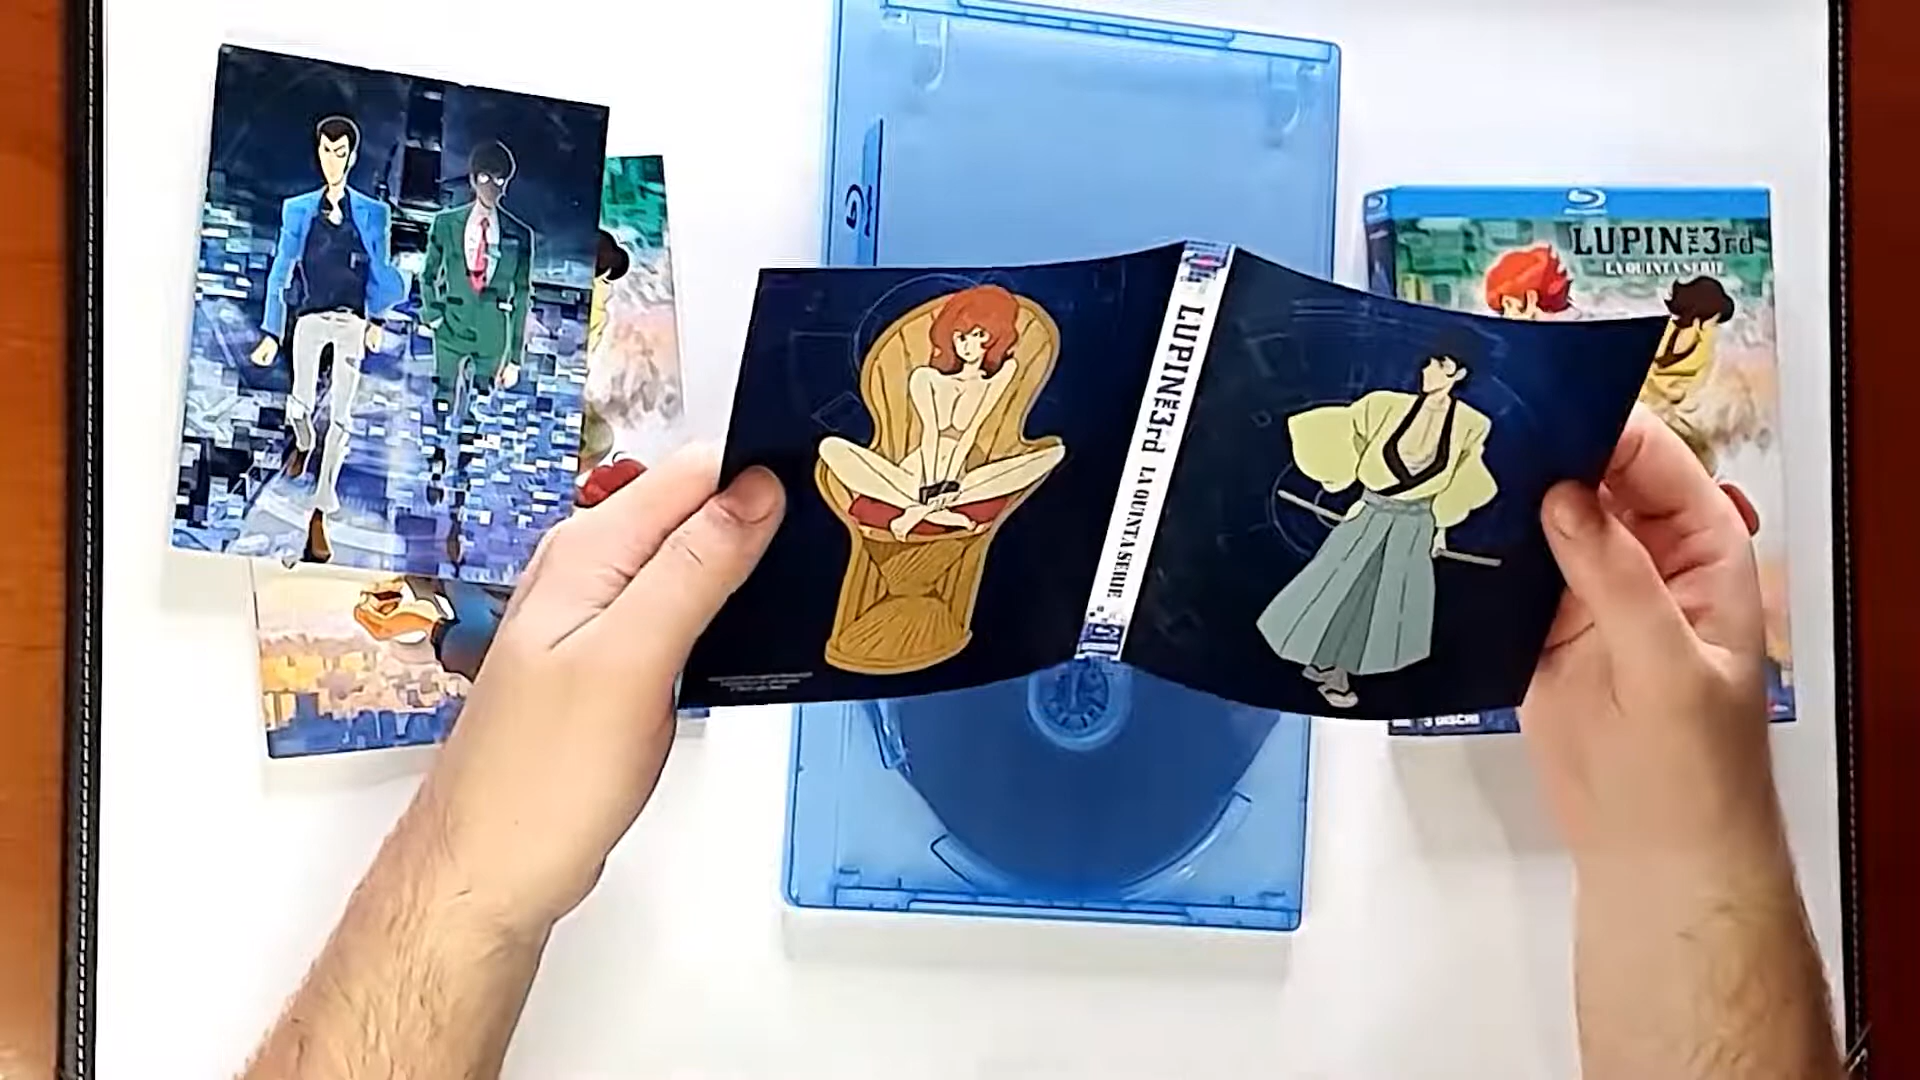 LUPIN THE 3rd
LA QUINTA SERIE
LUPIN THE 3rd LA QUINTA SERIE
3 DISCHI